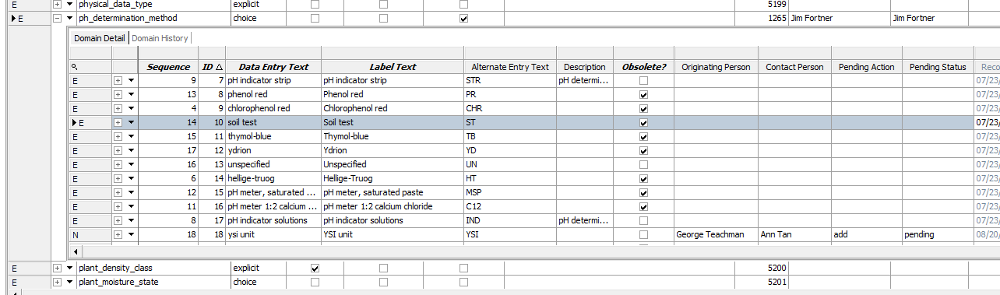 E physical_data_type explicit 5199
E ph_determination_method choice 1265 Jim Fortner Jim Fortner
Domain Detail Domain History
Sequence ID Data Entry Text Label Text Alternate Entry Text Description Obsolete? Originating Person Contact Person Pending Action Pending Status Reco
E 9 7 pH indicator strip pH indicator strip STR pH determi... 07/23/
E 13 8 phenol red Phenol red PR 07/23/
E 4 9 chlorophenol red Chlorophenol red CHR 07/23/
E 14 10 soil test Soil test ST 07/23/
E 15 11 thymol-blue Thymol-blue TB 07/23/
E 17 12 ydrion Ydrion YD 07/23/
E 16 13 unspecified Unspecified UN 07/23/
E 6 14 hellige-truog Hellige-Truog HT 07/23/
E 12 15 pH meter, saturated ... pH meter, saturated paste MSP 07/23/
E 11 16 pH meter 1:2 calcium ... pH meter 1:2 calcium chloride C12 07/23/
E 8 17 pH indicator solutions pH indicator solutions IND pH determi... 07/23/
N 18 18 ysi unit YSI unit YSI George Teachman Ann Tan add pending 08/20/
E plant_density_class explicit 5200
E plant_moisture_state choice 5201